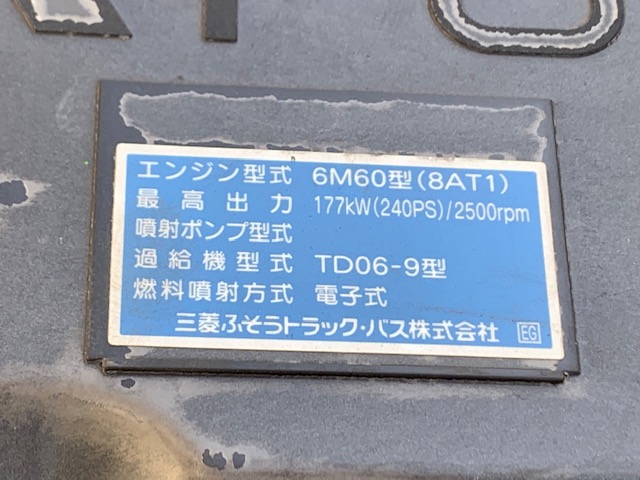 エンジン型式 6M60型(8AT1)
最高出力 177kW(240PS)/2500rpm
噴射ポンプ型式
過給機型式 TD06-9型
燃料噴射方式 電子式
三菱ふそうトラック・バス株式会社 EG